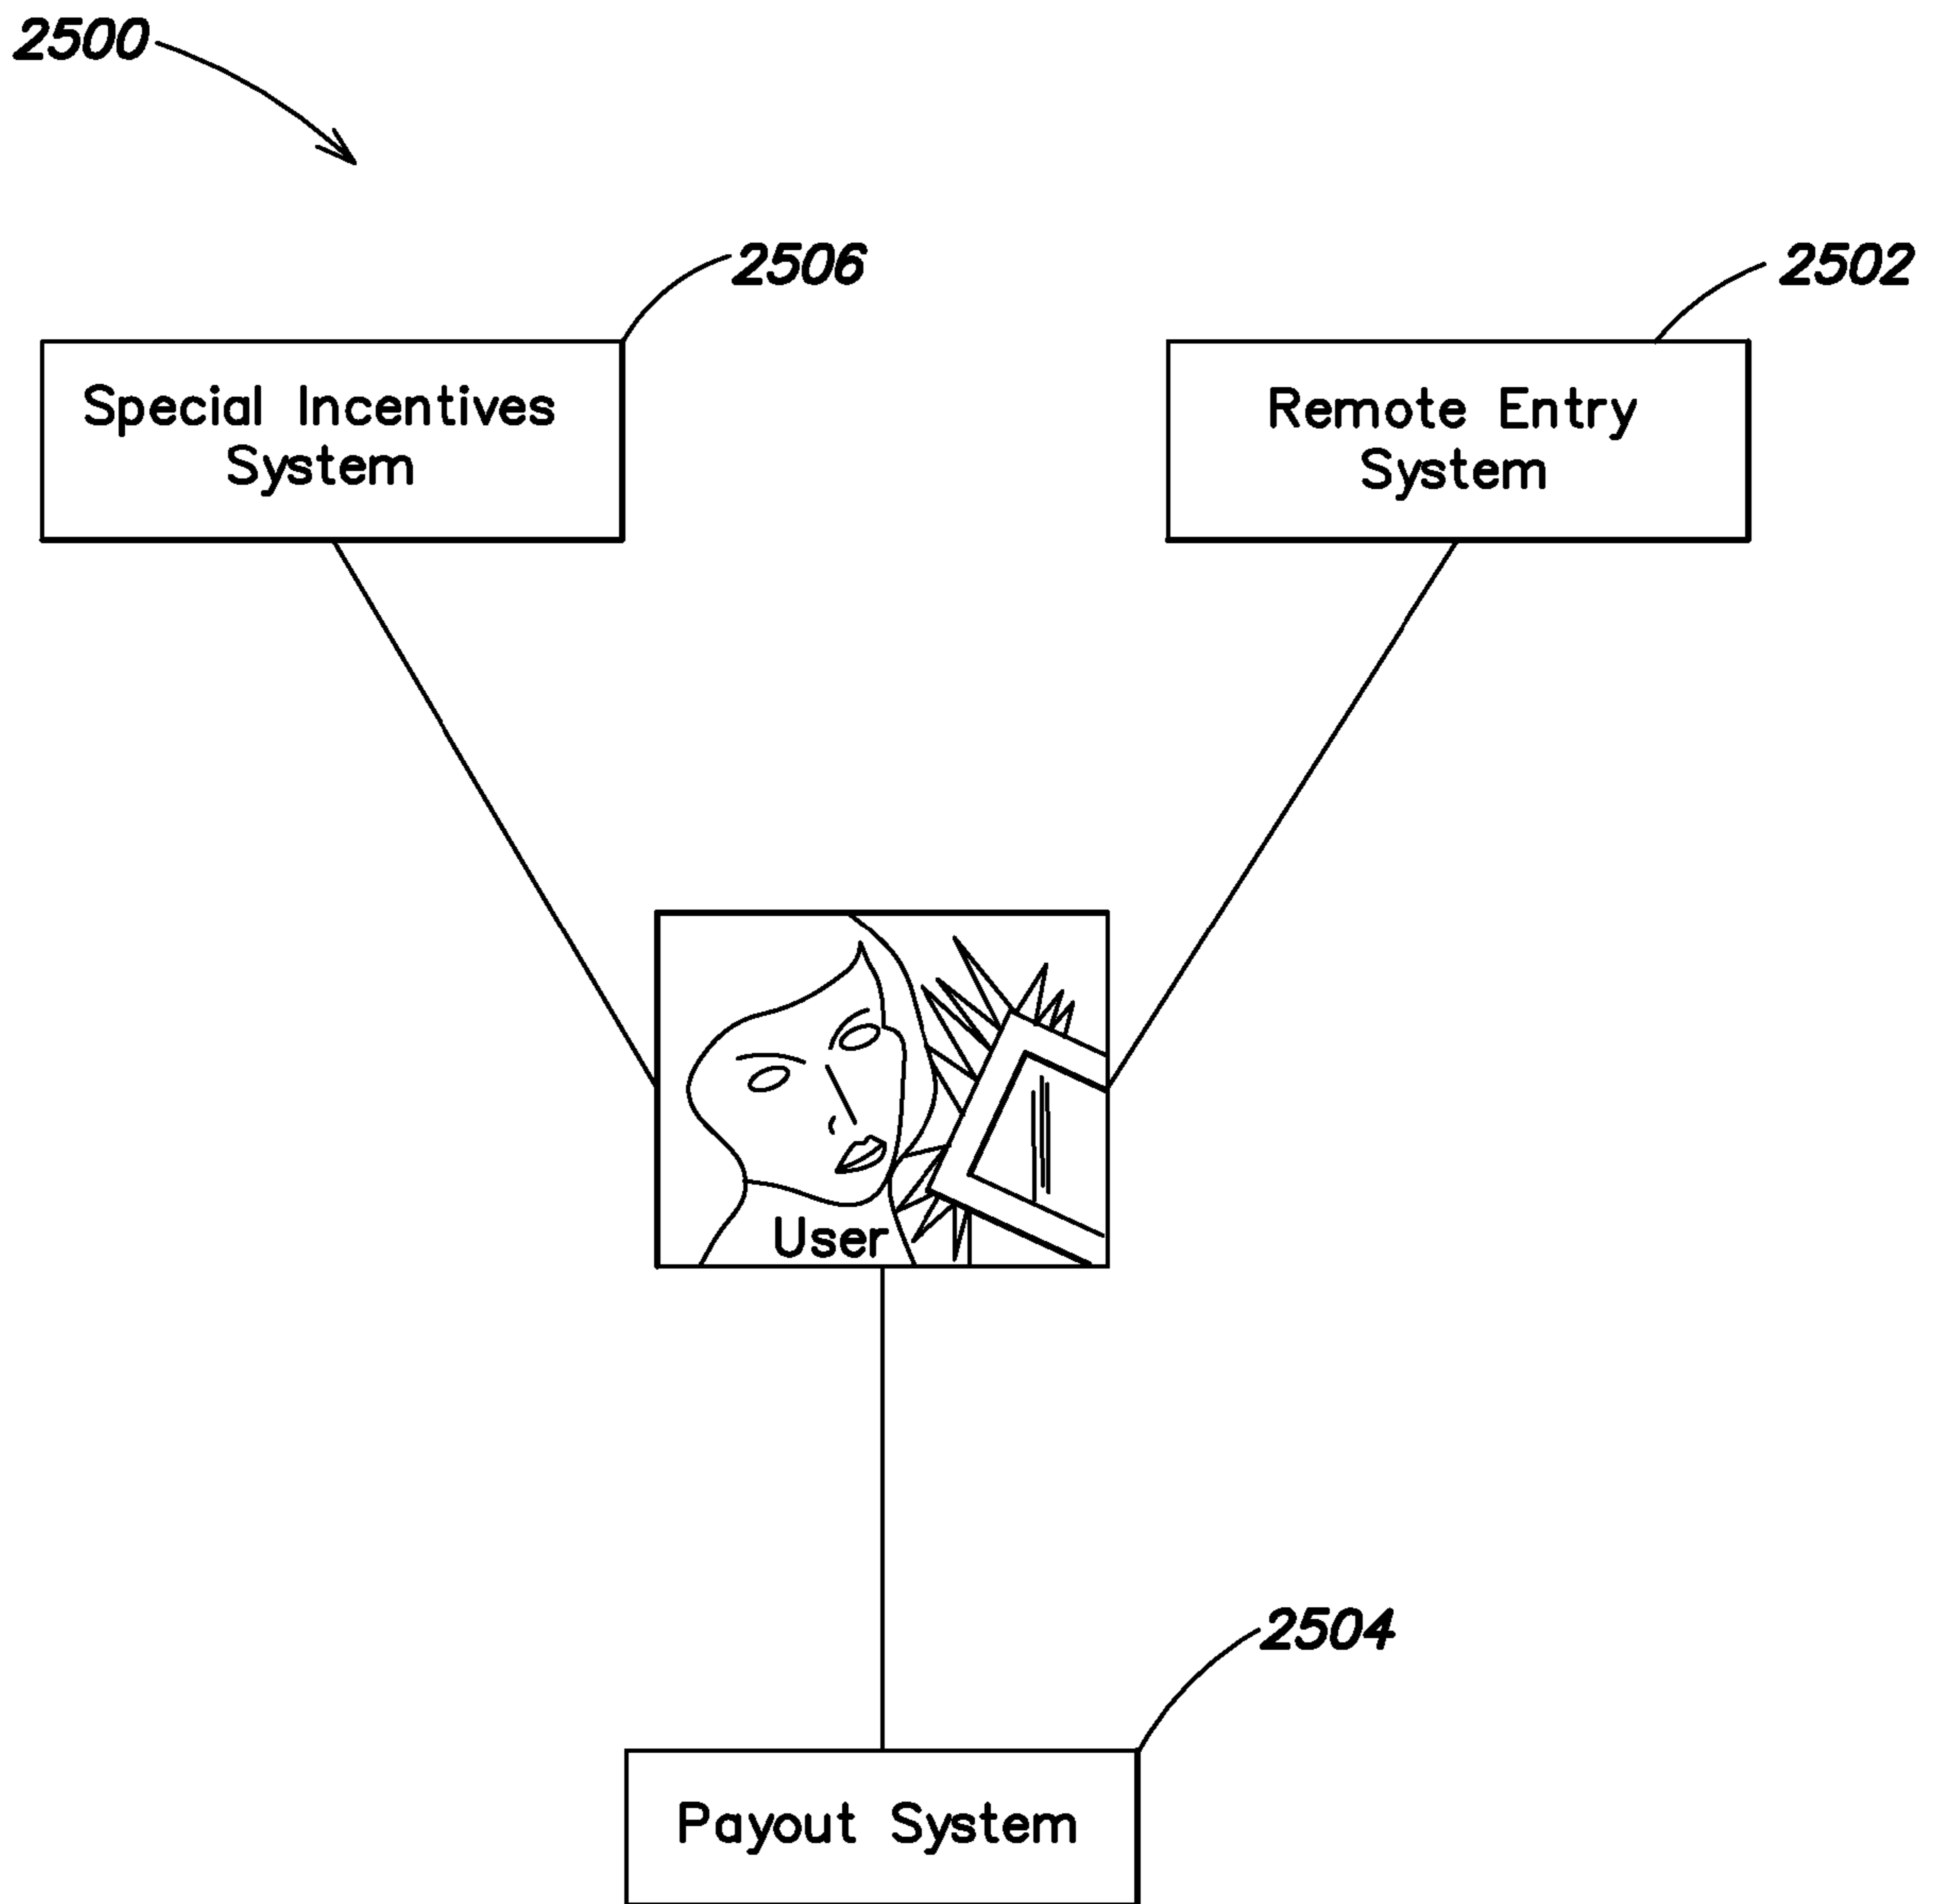 2500
2506
2502
Special Incentives
System
Remote Entry
System
User
2504
Payout System